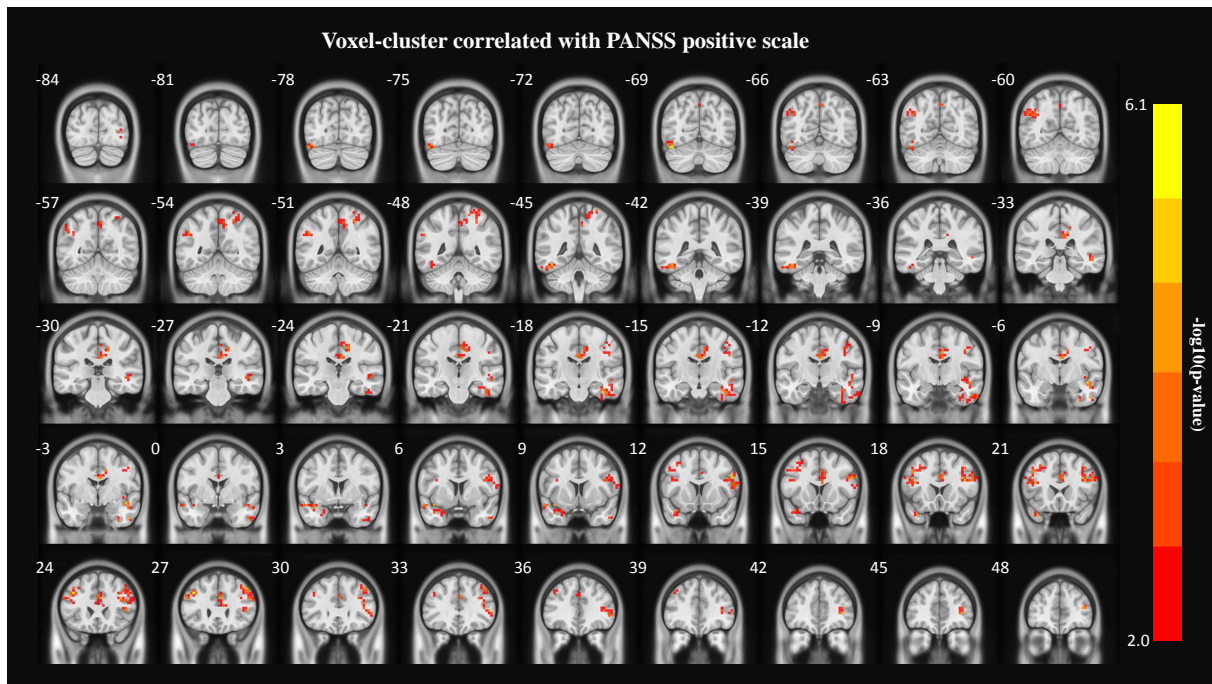 Voxel-cluster correlated with PANSS positive scale
-84 -81 -78 -75 -72 -69 -66 -63 -60
6.1
-57 -54 -51 -48 -45 -42 -39 -36 -33
-30 -27 -24 -21 -18 -15 -12 -9 -6
-log10(p-value)
-3 0 3 6 9 12 15 18 21
24 27 30 33 36 39 42 45 48
2.0